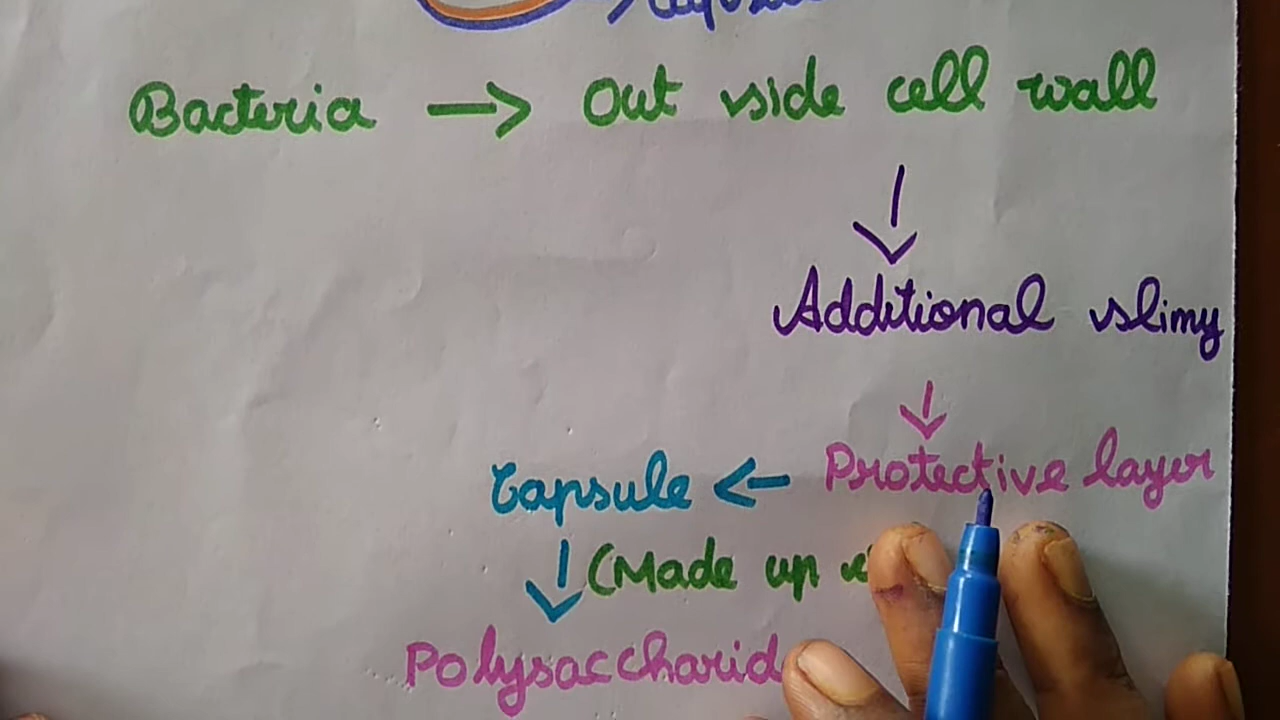 Bacteria → Out side cell wall
↓
Additional slimy
↓
Capsule ← Protective layer
↓ (Made up
Polysaccharid